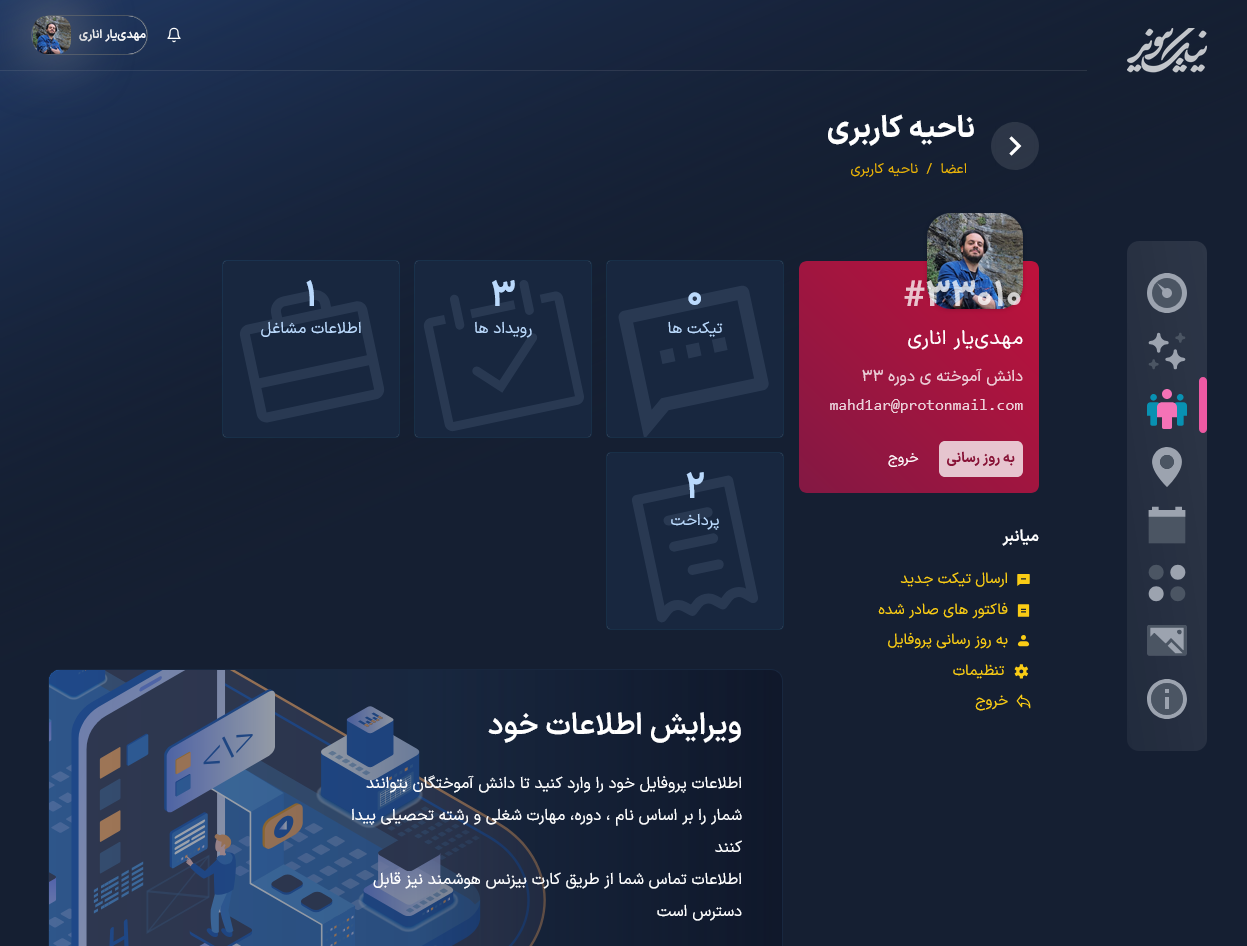 نیک سونیر
مهدی‌یار اناری
ناحیه کاربری
اعضا / ناحیه کاربری
#۳۳۰۱۰
مهدی‌یار اناری
دانش آموخته ی دوره ۳۳
mahd1ar@protonmail.com
به روز رسانی
خروج
۰
تیکت ها
۳
رویداد ها
۱
اطلاعات مشاغل
۲
پرداخت
میانبر
ارسال تیکت جدید
فاکتور های صادر شده
به روز رسانی پروفایل
تنظیمات
خروج
ویرایش اطلاعات خود
اطلاعات پروفایل خود را وارد کنید تا دانش آموختگان بتوانند
شمار را بر اساس نام ، دوره، مهارت شغلی و رشته تحصیلی پیدا
کنند
اطلاعات تماس شما از طریق کارت بیزنس هوشمند نیز قابل
دسترس است